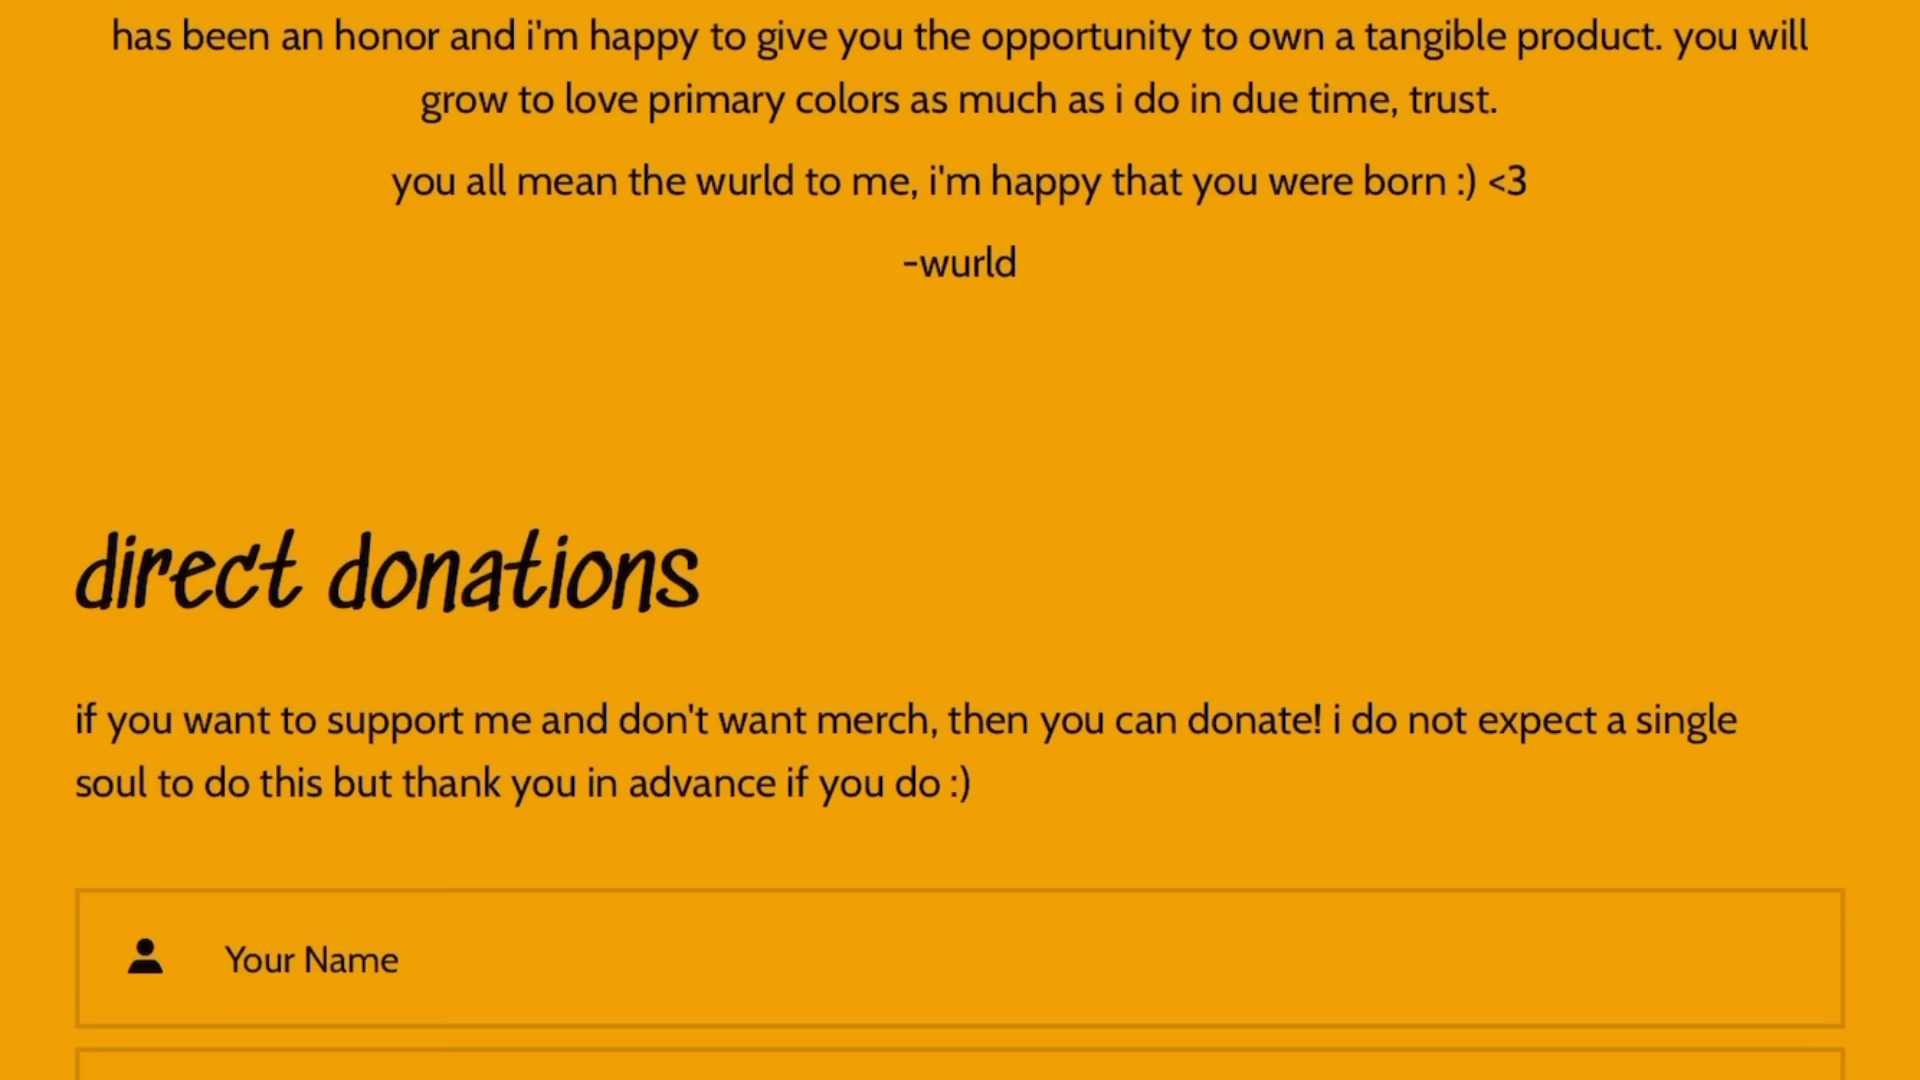 has been an honor and i'm happy to give you the opportunity to own a tangible product. you will
grow to love primary colors as much as i do in due time, trust.
you all mean the wurld to me, i'm happy that you were born :) <3
-wurld
direct donations
if you want to support me and don't want merch, then you can donate! i do not expect a single
soul to do this but thank you in advance if you do :)
Your Name